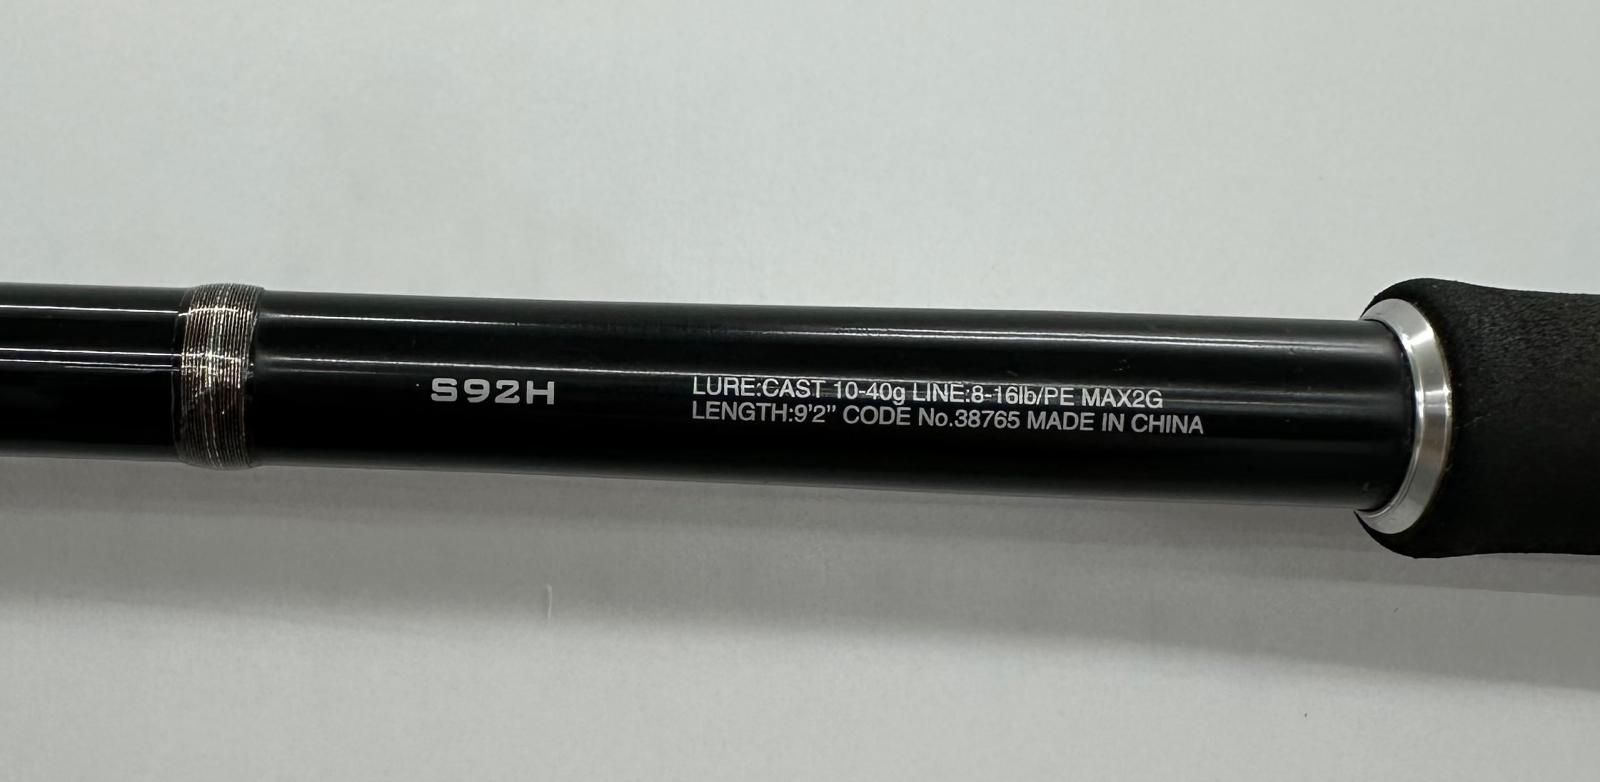 S92H
LURE:CAST 10-40g LINE:8-16lb/PE MAX2G
LENGTH:9'2" CODE No.38765 MADE IN CHINA